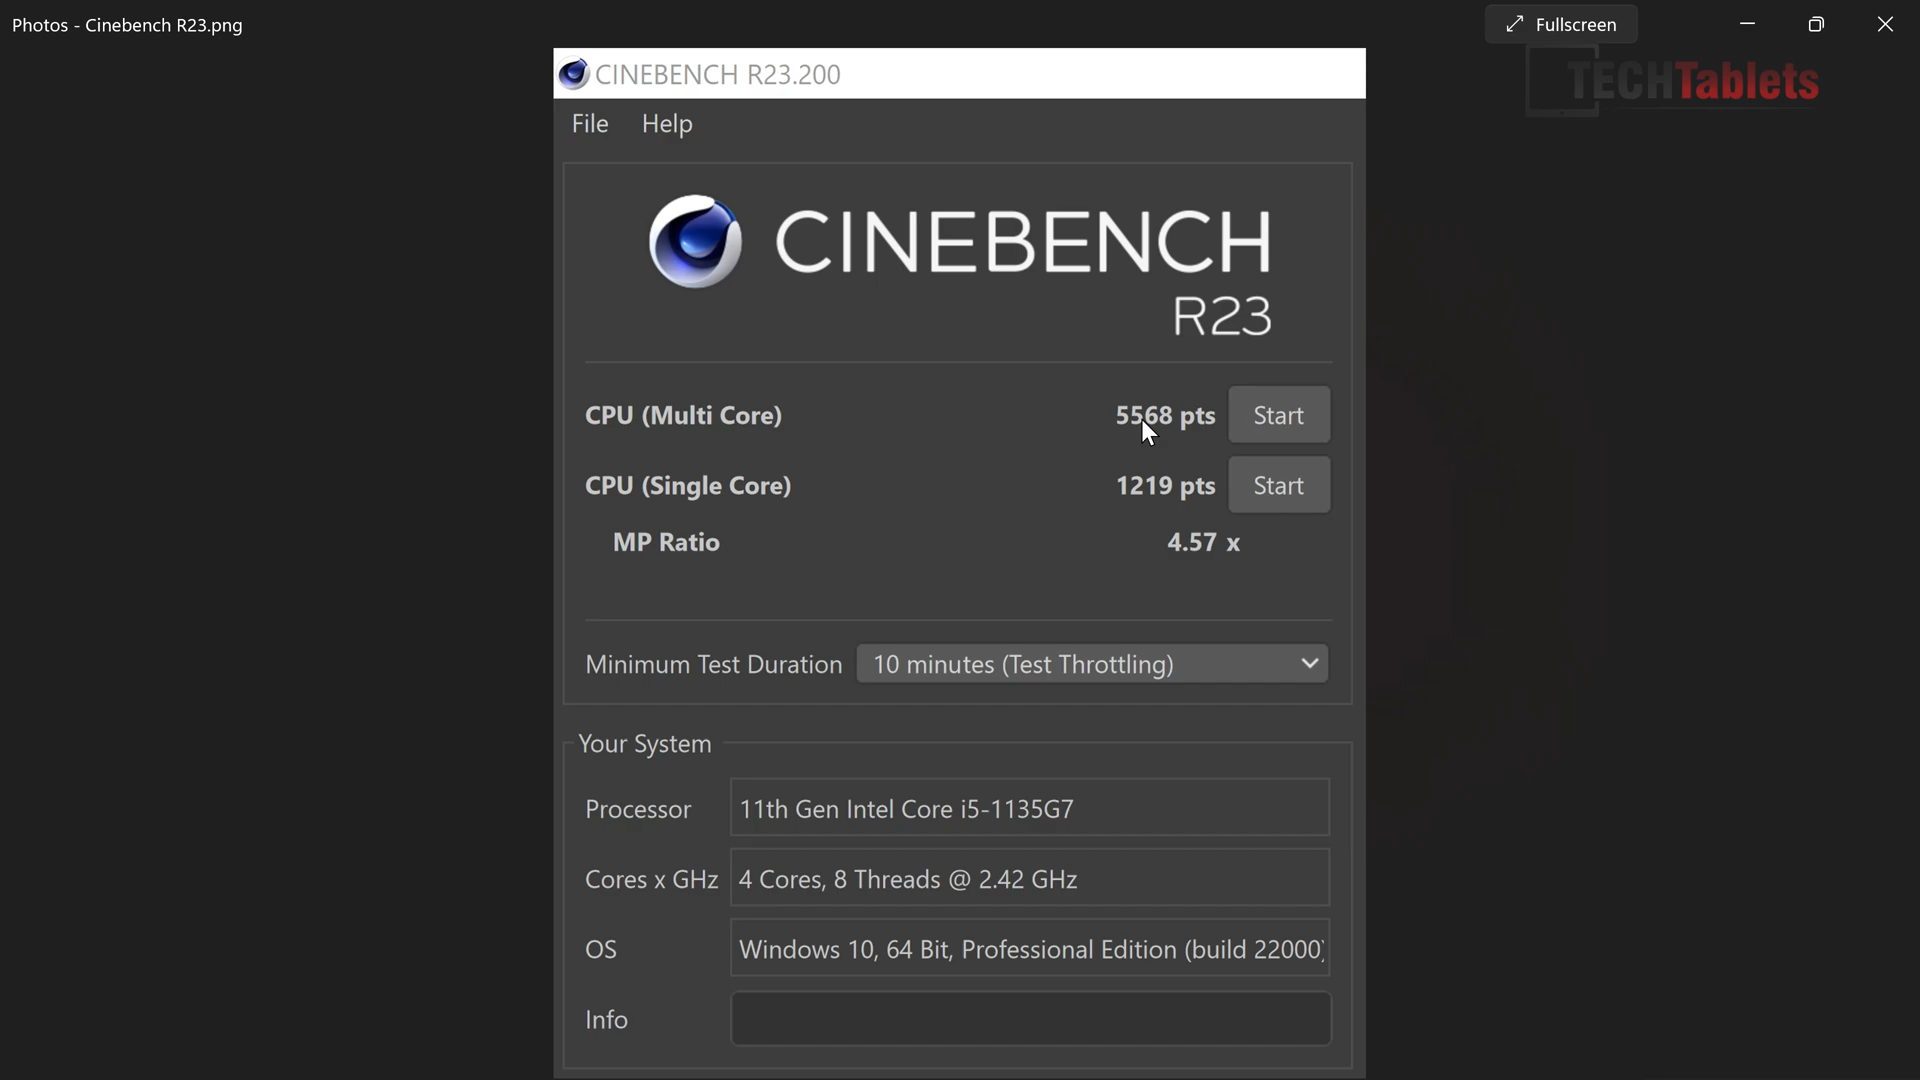 Photos - Cinebench R23.png
Fullscreen
TECHTablets
CINEBENCH R23.200
File Help
CINEBENCH
R23
CPU (Multi Core) 5568 pts Start
CPU (Single Core) 1219 pts Start
MP Ratio 4.57 x
Minimum Test Duration 10 minutes (Test Throttling)
Your System
Processor 11th Gen Intel Core i5-1135G7
Cores x GHz 4 Cores, 8 Threads @ 2.42 GHz
OS Windows 10, 64 Bit, Professional Edition (build 22000)
Info